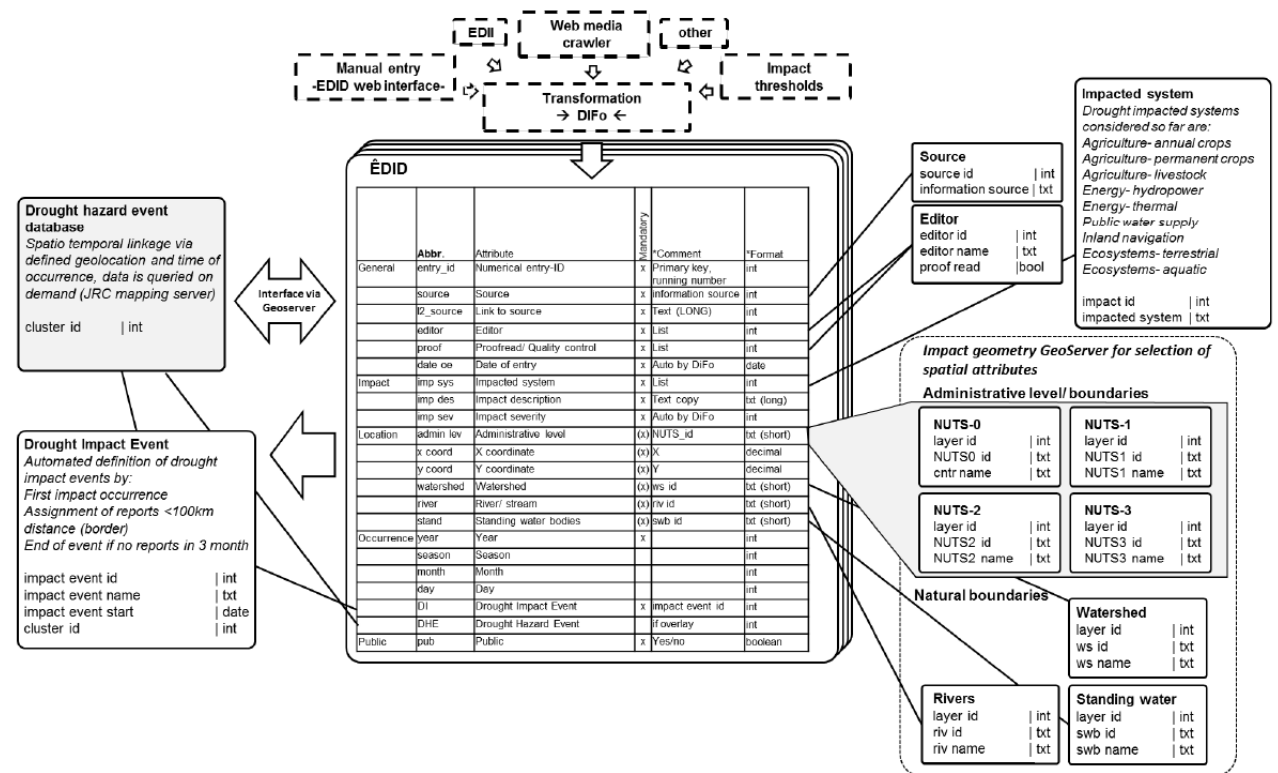 EDII
Web media
crawler
other
Manual entry
-EDID web interface-
Impact
thresholds
Transformation
→ DIFo ←
ÊDID
Abbr. Attribute Mandatory *Comment *Format
General entry_id Numerical entry-ID x Primary key, running number int
source Source x information source int
l2_source Link to source x Text (LONG) int
editor Editor x List int
proof Proofread/ Quality control x List int
date oe Date of entry x Auto by DiFo date
Impact imp sys Impacted system x List int
imp des Impact description x Text copy txt (long)
imp sev Impact severity x Auto by DiFo int
Location admin lev Administrative level (x) NUTS_id txt (short)
x coord X coordinate (x) X decimal
y coord Y coordinate (x) Y decimal
watershed Watershed (x) ws id txt (short)
river River/ stream (x) riv id txt (short)
stand Standing water bodies (x) swb id txt (short)
Occurrence year Year x int
season Season int
month Month int
day Day int
DI Drought Impact Event x impact event id int
DHE Drought Hazard Event if overlay int
Public pub Public x Yes/no boolean
Drought hazard event
database
Spatio temporal linkage via
defined geolocation and time of
occurrence, data is queried on
demand (JRC mapping server)
cluster id | int
Interface via
Geoserver
Drought Impact Event
Automated definition of drought
impact events by:
First impact occurrence
Assignment of reports <100km
distance (border)
End of event if no reports in 3 month
impact event id | int
impact event name | txt
impact event start | date
cluster id | int
Source
source id | int
information source | txt
Editor
editor id | int
editor name | txt
proof read |bool
Impacted system
Drought impacted systems
considered so far are:
Agriculture- annual crops
Agriculture- permanent crops
Agriculture- livestock
Energy- hydropower
Energy- thermal
Public water supply
Inland navigation
Ecosystems- terrestrial
Ecosystems- aquatic
impact id | int
impacted system | txt
Impact geometry GeoServer for selection of
spatial attributes
Administrative level/ boundaries
NUTS-0
layer id | int
NUTS0 id | txt
cntr name | txt
NUTS-1
layer id | int
NUTS1 id | txt
NUTS1 name | txt
NUTS-2
layer id | int
NUTS2 id | txt
NUTS2 name | txt
NUTS-3
layer id | int
NUTS3 id | txt
NUTS3 name | txt
Natural boundaries
Watershed
layer id | int
ws id | txt
ws name | txt
Rivers
layer id | int
riv id | txt
riv name | txt
Standing water
layer id | int
swb id | txt
swb name | txt